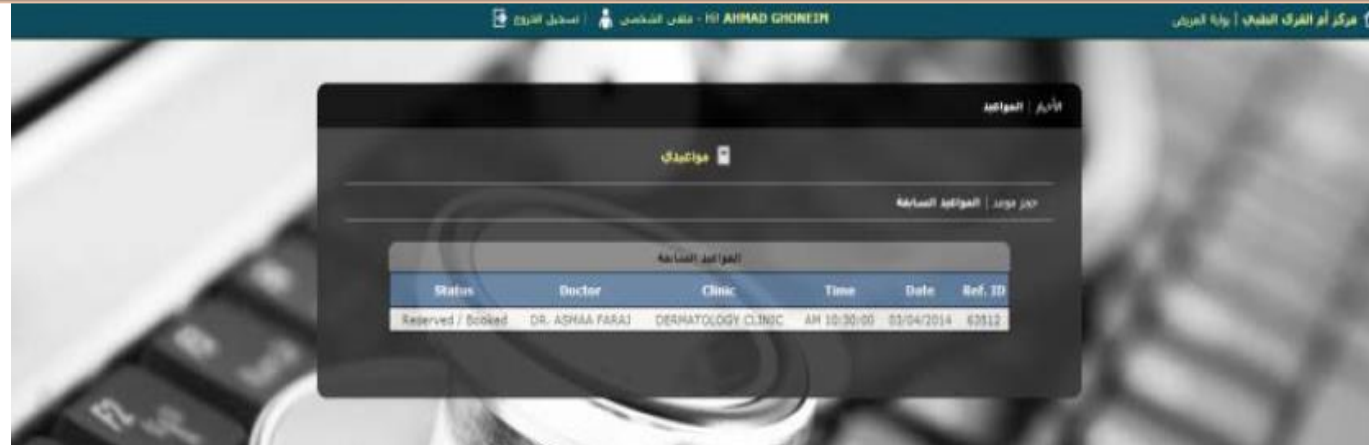 مركز أم القرى الطبي | بوابة المريض
Hi! AHMAD GHONEIM - ملفي الشخصي | تسجيل الخروج
الأخبار | المواعيد
مواعيدي
حجز موعد | المواعيد السابقة
المواعيد السابقة
Status Doctor Clinic Time Date Ref. ID
Reserved / Booked DR. ASMAA FARAJ DERMATOLOGY CLINIC AM 10:30:00 03/04/2014 63512